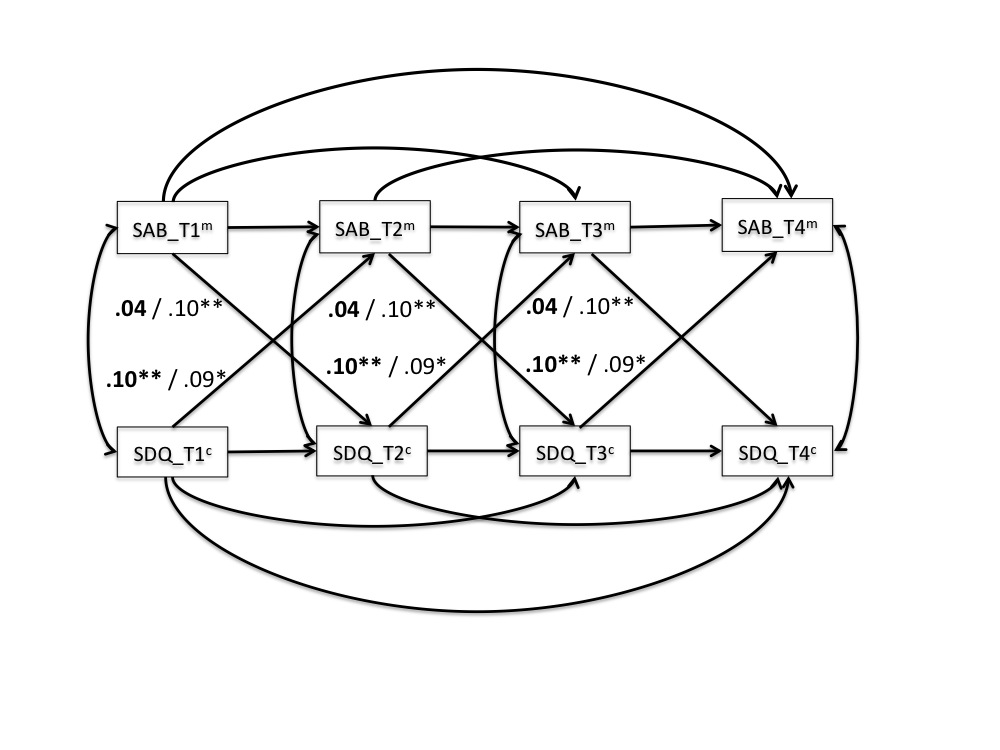 SAB_T1ᵐ
SAB_T2ᵐ
SAB_T3ᵐ
SAB_T4ᵐ
.04 / .10**
.04 / .10**
.04 / .10**
.10** / .09*
.10** / .09*
.10** / .09*
SDQ_T1ᶜ
SDQ_T2ᶜ
SDQ_T3ᶜ
SDQ_T4ᶜ